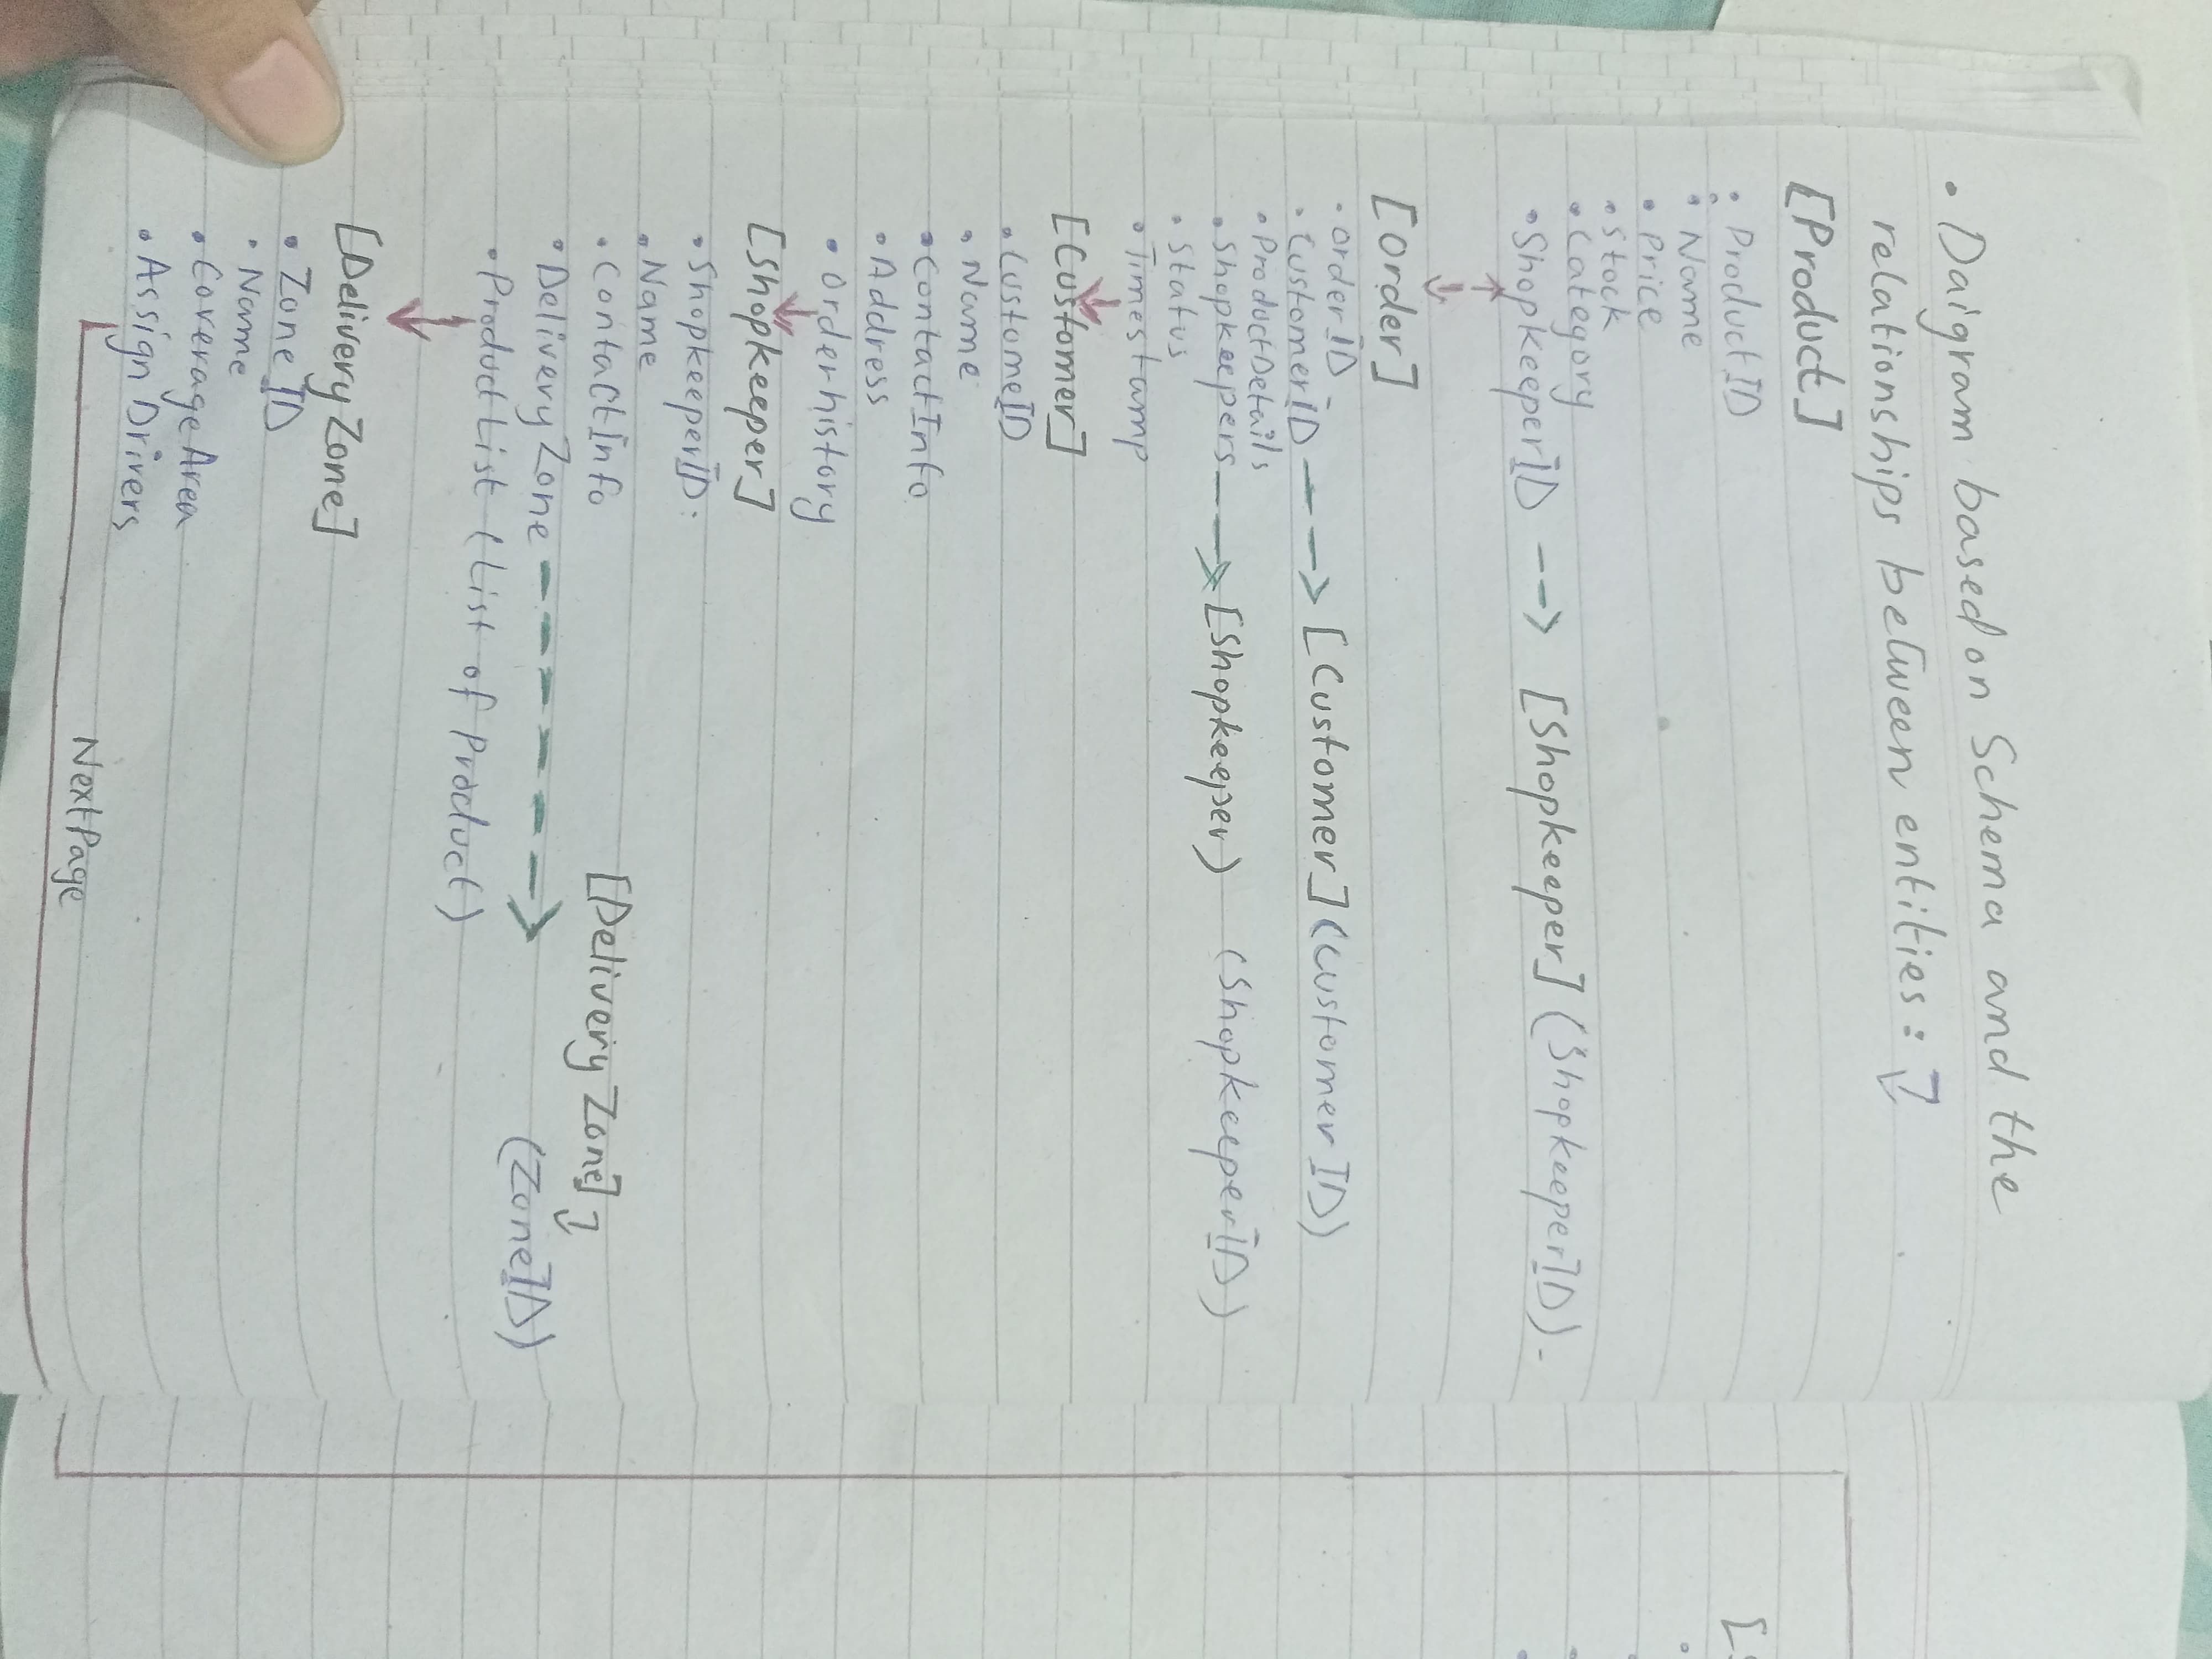 • Daigram based on Schema and the
relationships between entities :
[Product]
• ProductID
• Name
• Price
• Stock
• Category
• ShopkeeperID --> [Shopkeeper] (ShopkeeperID)-
[Order]
• OrderID
• CustomerID --> [Customer] (CustomerID)
• ProductDetails
• Shopkeepers --> [Shopkeeper) (ShopkeeperID)
• Status
• Timestamp
[Customer]
• CustomeID
• Name
• ContactInfo
• Address
• Orderhistory
[Shopkeeper]
• ShopkeeperID:
• Name
• ContactInfo
[Delivery Zone]
• Delivery Zone ------> (ZoneID)
• Product List (List of Product)
[Delivery Zone]
• Zone ID
• Name
• Coverage Area
• Assign Drivers
Next Page